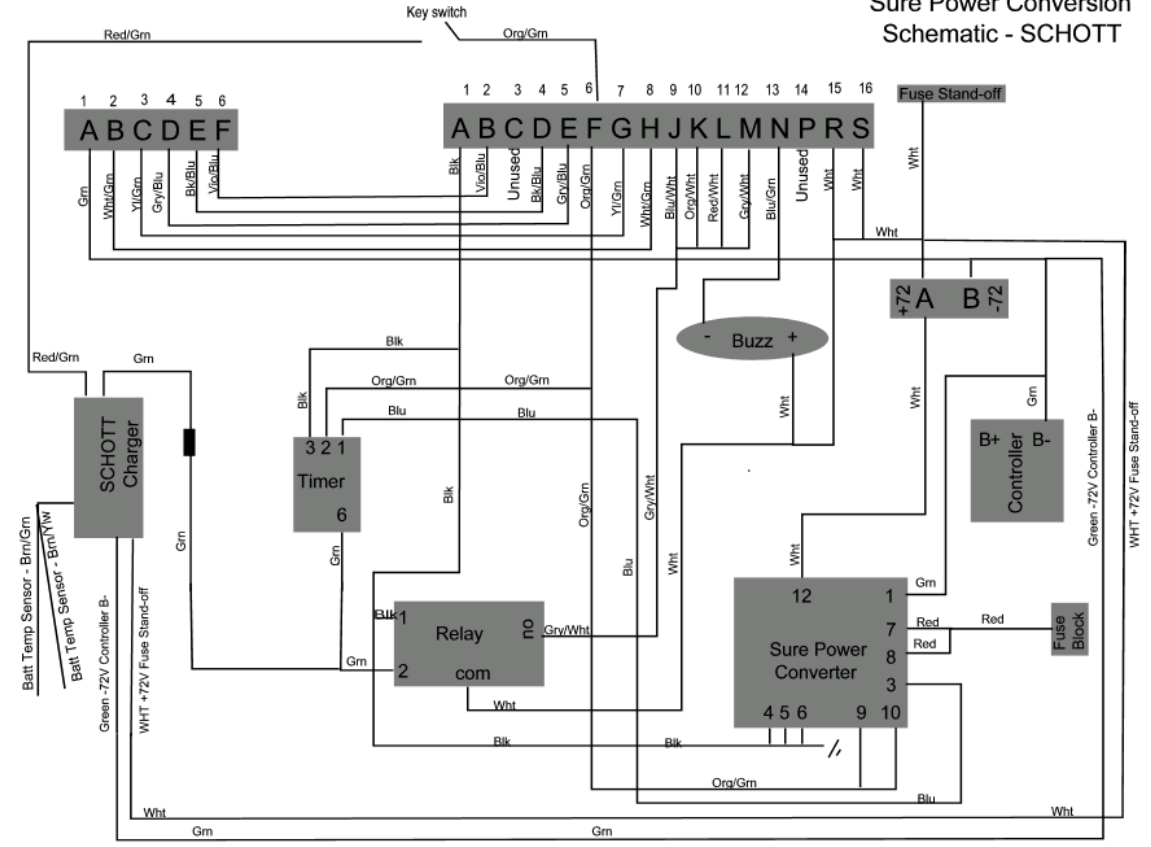 Sure Power Conversion
Schematic - SCHOTT
Key switch
Red/Grn
Org/Grn
1 2 3 4 5 6
A B C D E F
1 2 3 4 5 6 7 8 9 10 11 12 13 14 15 16
A B C D E F G H J K L M N P R S
Fuse Stand-off
Grn
Wht/Grn
Yl/Grn
Gry/Blu
Bk/Blu
Vio/Blu
Blk
Vio/Blu
Unused
Bk/Blu
Gry/Blu
Org/Grn
Yl/Grn
Wht/Grn
Blu/Wht
Org/Wht
Red/Wht
Gry/Wht
Blu/Grn
Unused
Wht
Wht
Wht
Wht
+72 A B -72
- Buzz +
Red/Grn
Grn
Blk
Blk
Org/Grn
Org/Grn
Blu
Blu
Wht
Wht
Grn
SCHOTT
Charger
3 2 1
Timer
6
B+ B-
Controller
Green -72V Controller B-
WHT +72V Fuse Stand-off
Grn
Grn
Blk
Org/Grn
Gry/Wht
Blu
Wht
Wht
Batt Temp Sensor - Brn/Grn
Batt Temp Sensor - Brn/Ylw
Green -72V Controller B-
WHT +72V Fuse Stand-off
Blk
1
Relay
no
Gry/Wht
Grn
2
com
Wht
12 1
Grn
7
Red
Red
Fuse
Block
8
Red
Sure Power
Converter
3
4 5 6 9 10
Blk
Blk
Org/Grn
Blu
Wht
Wht
Grn
Grn